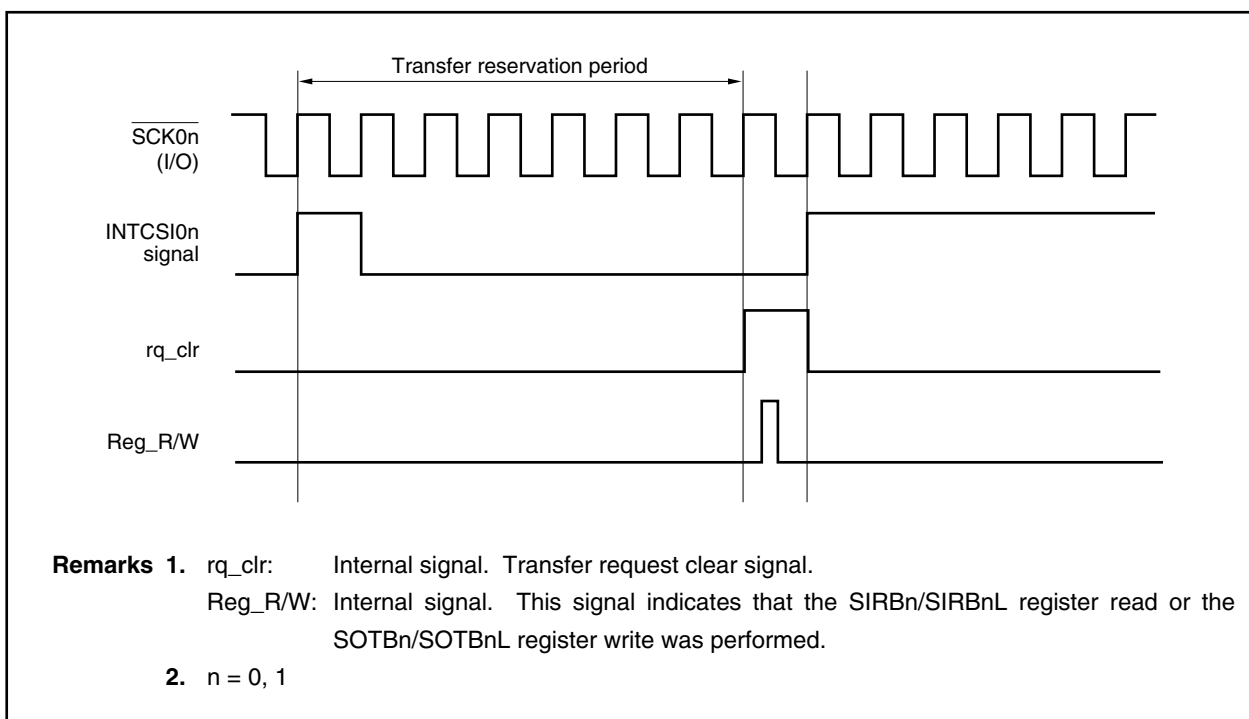 Transfer reservation period
SCK0n
(I/O)
INTCSI0n
signal
rq_clr
Reg_R/W
Remarks 1. rq_clr: Internal signal. Transfer request clear signal.
Reg_R/W: Internal signal. This signal indicates that the SIRBn/SIRBnL register read or the
SOTBn/SOTBnL register write was performed.
2. n = 0, 1